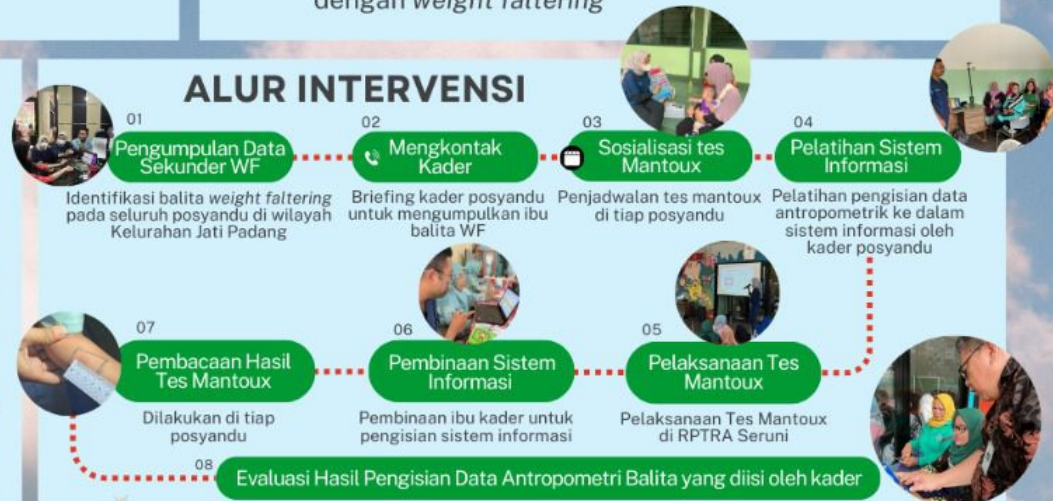 dengan weight faltering
ALUR INTERVENSI
01
Pengumpulan Data
Sekunder WF
Identifikasi balita weight faltering
pada seluruh posyandu di wilayah
Kelurahan Jati Padang
02
Mengkontak
Kader
Briefing kader posyandu
untuk mengumpulkan ibu
balita WF
03
Sosialisasi tes
Mantoux
Penjadwalan tes mantoux
di tiap posyandu
04
Pelatihan Sistem
Informasi
Pelatihan pengisian data
antropometrik ke dalam
sistem informasi oleh
kader posyandu
05
Pelaksanaan Tes
Mantoux
Pelaksanaan Tes Mantoux
di RPTRA Seruni
06
Pembinaan Sistem
Informasi
Pembinaan ibu kader untuk
pengisian sistem informasi
07
Pembacaan Hasil
Tes Mantoux
Dilakukan di tiap
posyandu
08
Evaluasi Hasil Pengisian Data Antropometri Balita yang diisi oleh kader